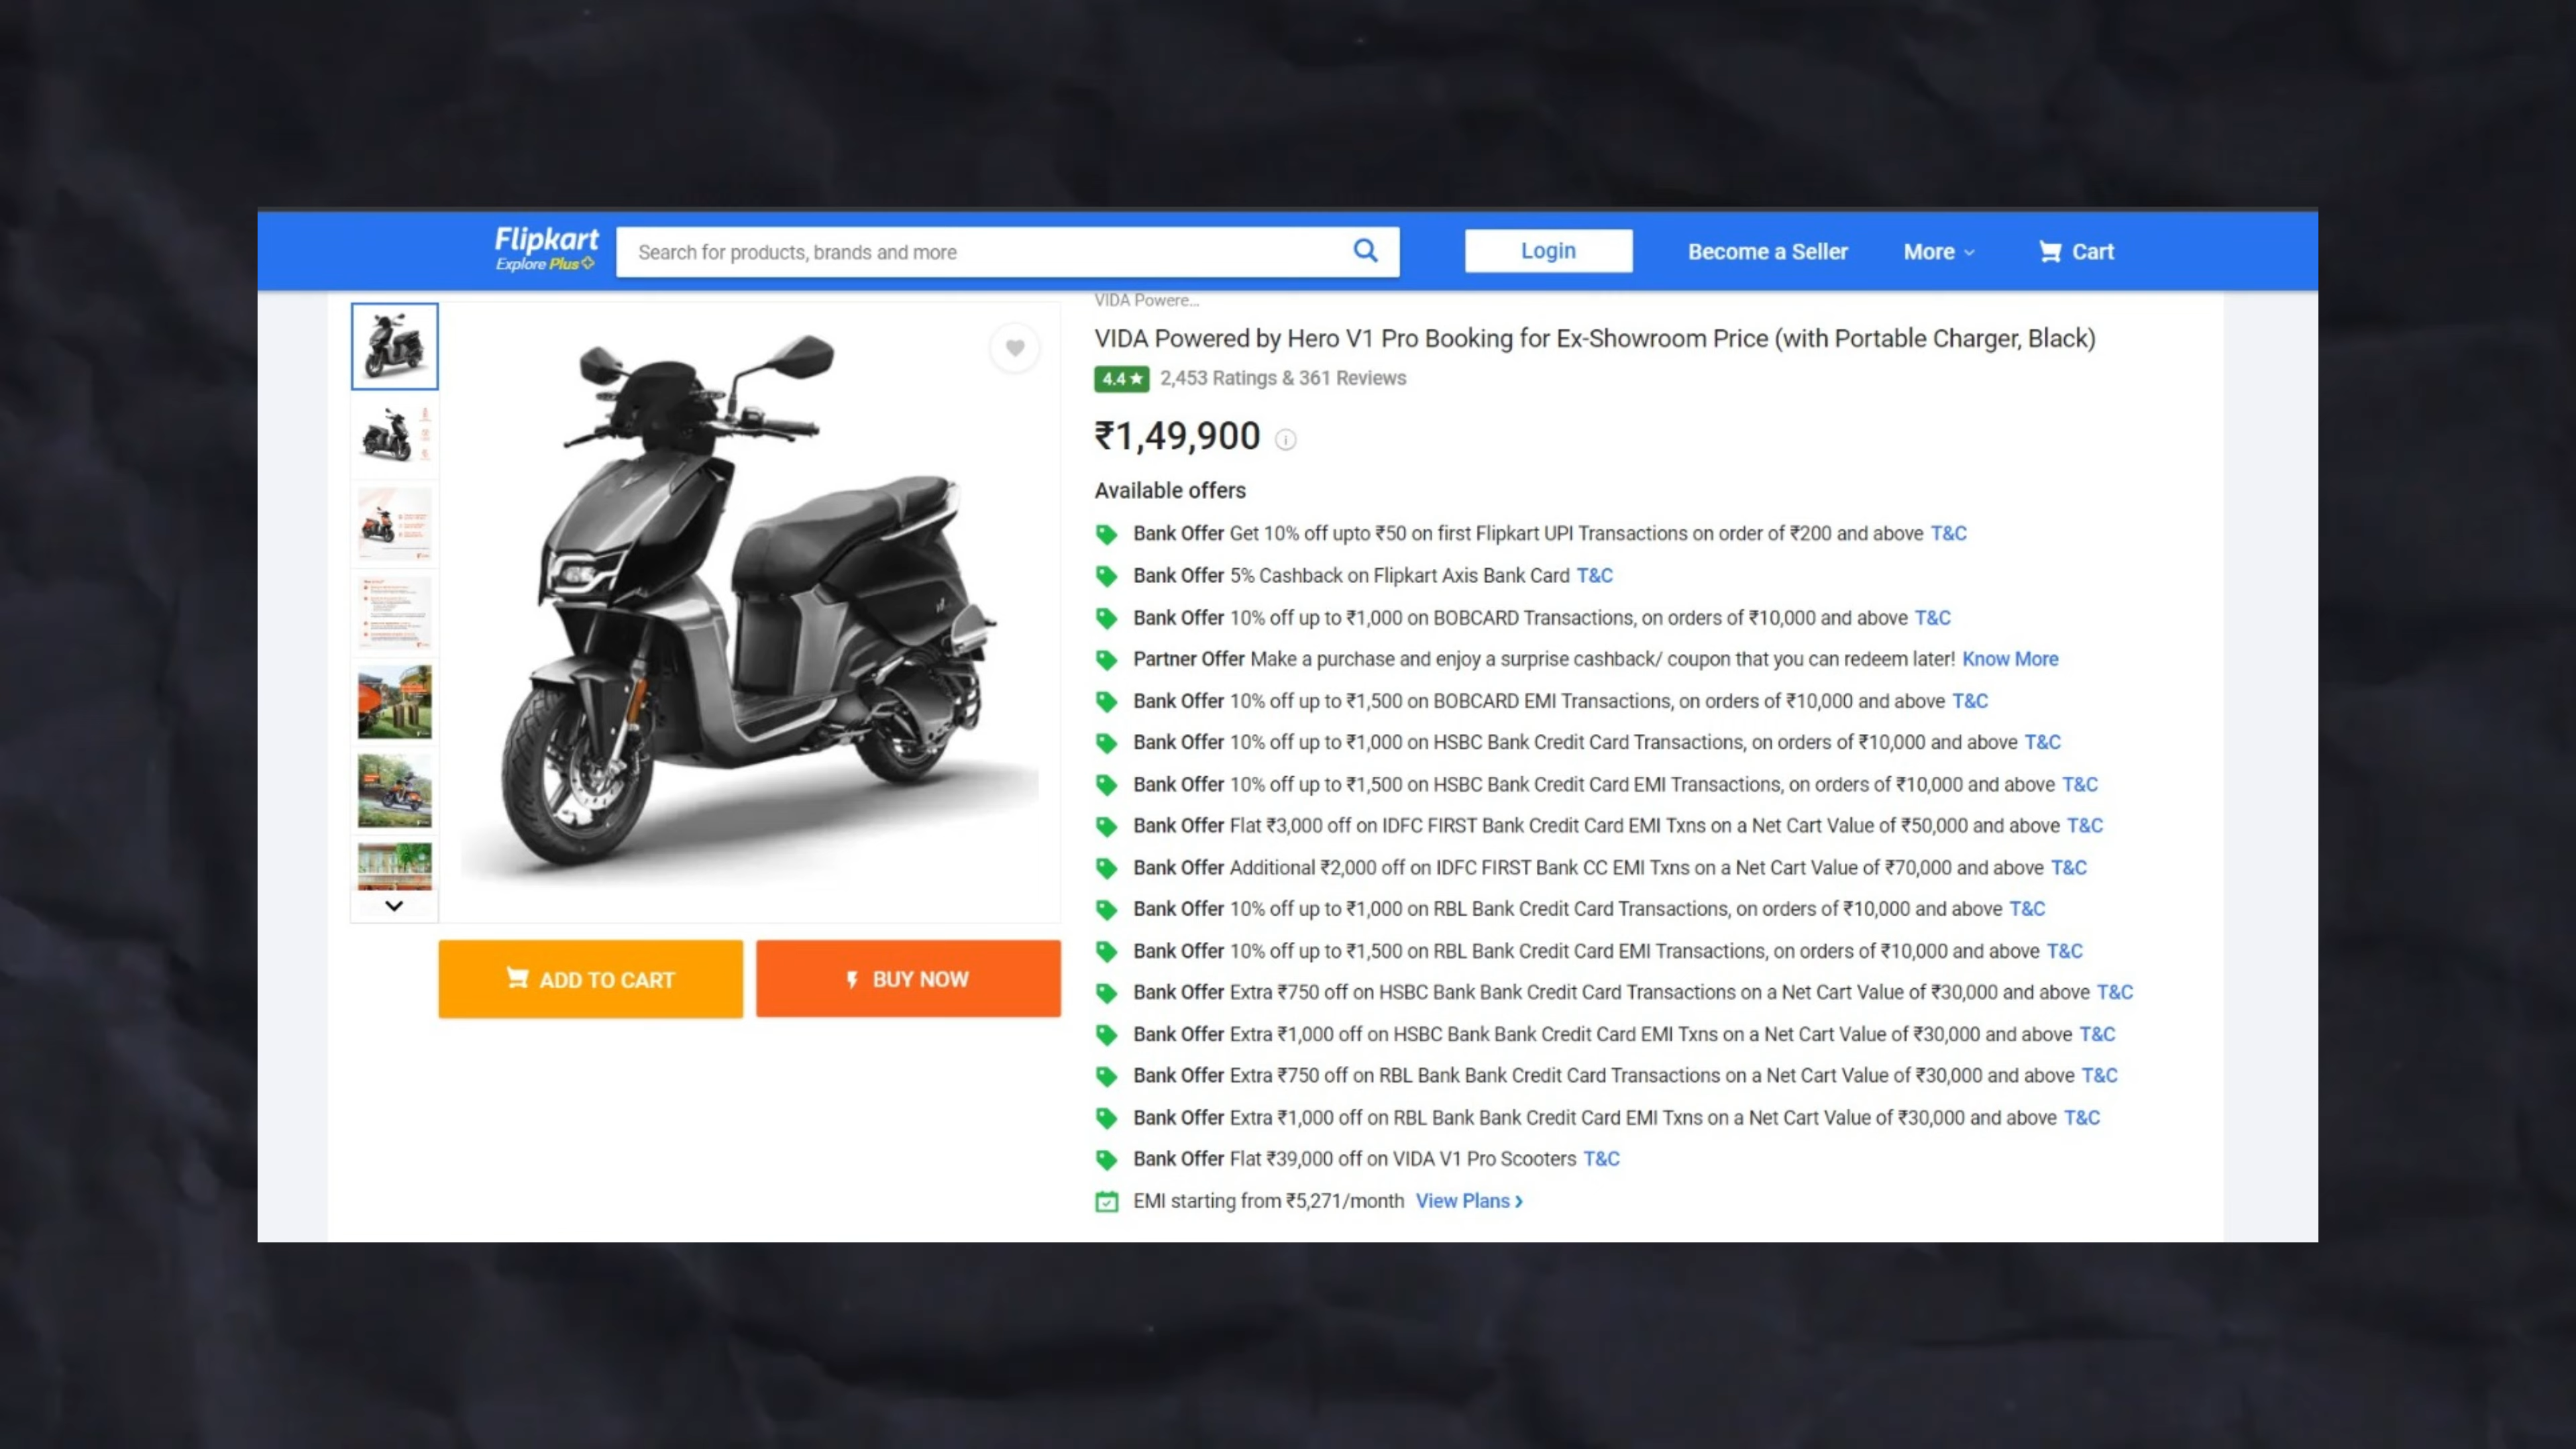 Flipkart
Explore Plus
Search for products, brands and more
Login
Become a Seller
More
Cart
VIDA Powere...
VIDA Powered by Hero V1 Pro Booking for Ex-Showroom Price (with Portable Charger, Black)
4.4★ 2,453 Ratings & 361 Reviews
₹1,49,900
Available offers
Bank Offer Get 10% off upto ₹50 on first Flipkart UPI Transactions on order of ₹200 and above T&C
Bank Offer 5% Cashback on Flipkart Axis Bank Card T&C
Bank Offer 10% off up to ₹1,000 on BOBCARD Transactions, on orders of ₹10,000 and above T&C
Partner Offer Make a purchase and enjoy a surprise cashback/ coupon that you can redeem later! Know More
Bank Offer 10% off up to ₹1,500 on BOBCARD EMI Transactions, on orders of ₹10,000 and above T&C
Bank Offer 10% off up to ₹1,000 on HSBC Bank Credit Card Transactions, on orders of ₹10,000 and above T&C
Bank Offer 10% off up to ₹1,500 on HSBC Bank Credit Card EMI Transactions, on orders of ₹10,000 and above T&C
Bank Offer Flat ₹3,000 off on IDFC FIRST Bank Credit Card EMI Txns on a Net Cart Value of ₹50,000 and above T&C
Bank Offer Additional ₹2,000 off on IDFC FIRST Bank CC EMI Txns on a Net Cart Value of ₹70,000 and above T&C
Bank Offer 10% off up to ₹1,000 on RBL Bank Credit Card Transactions, on orders of ₹10,000 and above T&C
Bank Offer 10% off up to ₹1,500 on RBL Bank Credit Card EMI Transactions, on orders of ₹10,000 and above T&C
Bank Offer Extra ₹750 off on HSBC Bank Bank Credit Card Transactions on a Net Cart Value of ₹30,000 and above T&C
Bank Offer Extra ₹1,000 off on HSBC Bank Bank Credit Card EMI Txns on a Net Cart Value of ₹30,000 and above T&C
Bank Offer Extra ₹750 off on RBL Bank Bank Credit Card Transactions on a Net Cart Value of ₹30,000 and above T&C
Bank Offer Extra ₹1,000 off on RBL Bank Bank Credit Card EMI Txns on a Net Cart Value of ₹30,000 and above T&C
Bank Offer Flat ₹39,000 off on VIDA V1 Pro Scooters T&C
EMI starting from ₹5,271/month View Plans
ADD TO CART
BUY NOW